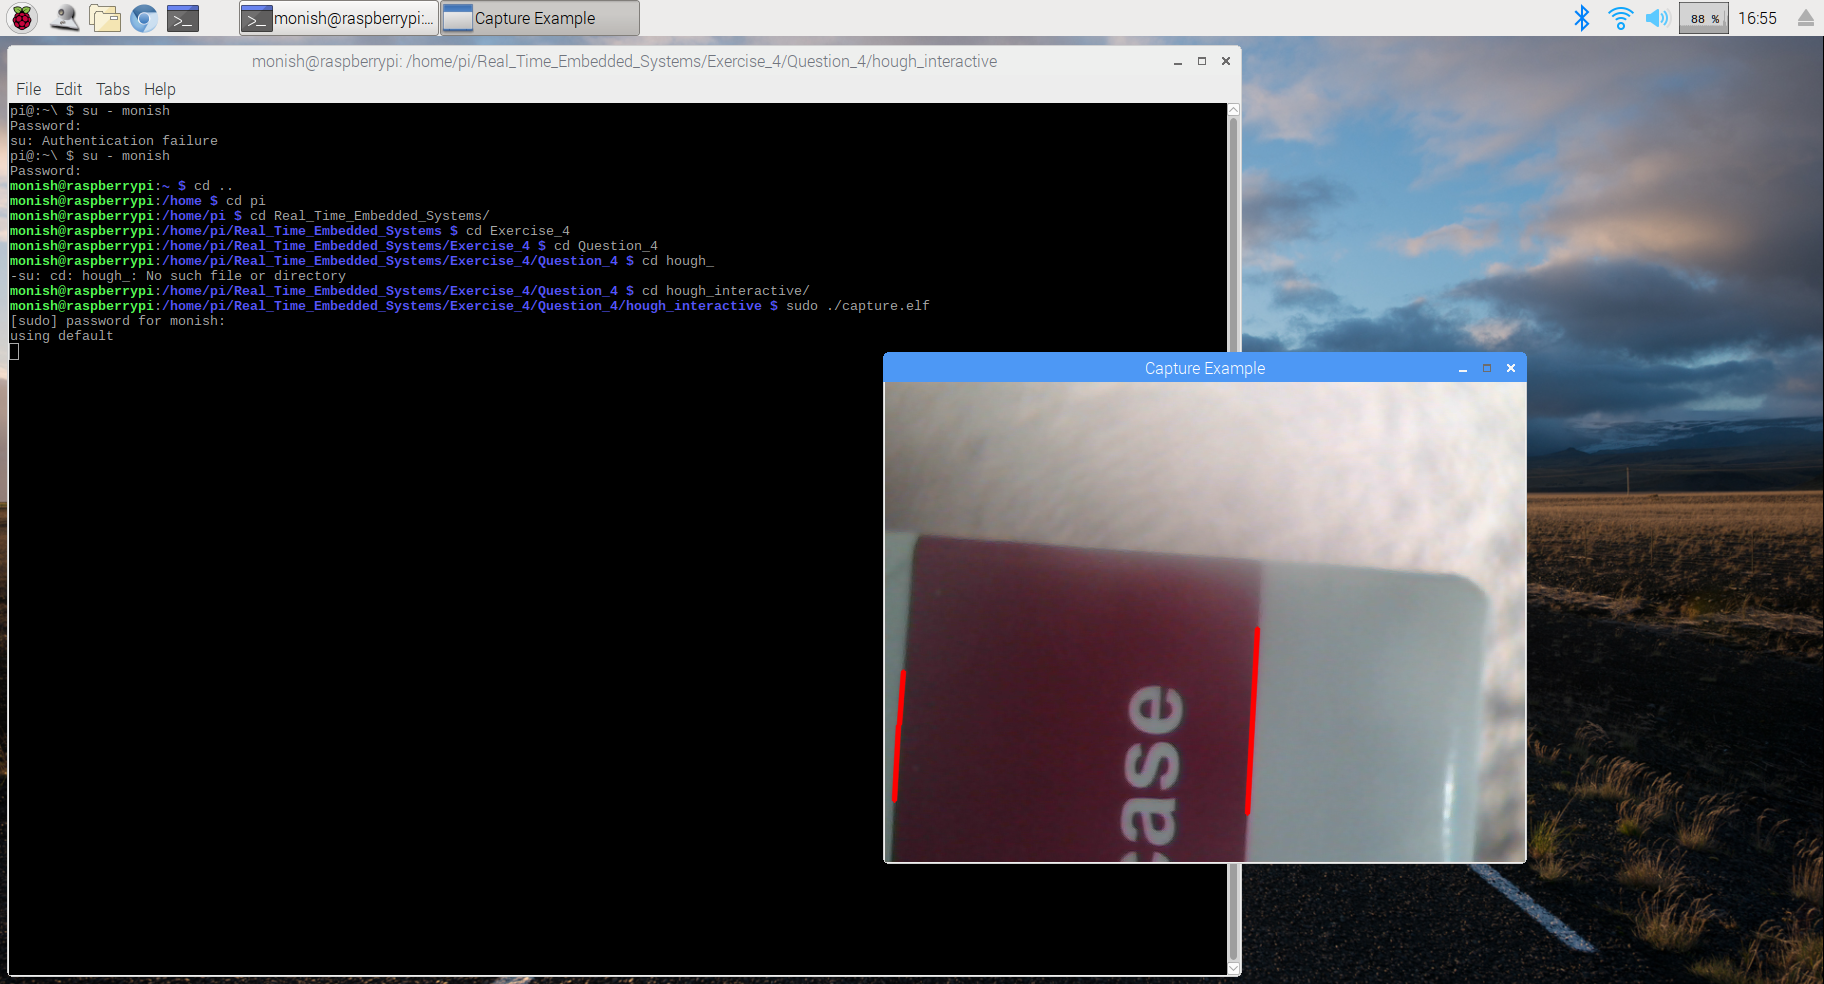 monish@raspberrypi:...
Capture Example
88 %
16:55
monish@raspberrypi: /home/pi/Real_Time_Embedded_Systems/Exercise_4/Question_4/hough_interactive
File Edit Tabs Help
pi@:~\ $ su - monish
Password:
su: Authentication failure
pi@:~\ $ su - monish
Password:
monish@raspberrypi:~ $ cd ..
monish@raspberrypi:/home $ cd pi
monish@raspberrypi:/home/pi $ cd Real_Time_Embedded_Systems/
monish@raspberrypi:/home/pi/Real_Time_Embedded_Systems $ cd Exercise_4
monish@raspberrypi:/home/pi/Real_Time_Embedded_Systems/Exercise_4 $ cd Question_4
monish@raspberrypi:/home/pi/Real_Time_Embedded_Systems/Exercise_4/Question_4 $ cd hough_
-su: cd: hough_: No such file or directory
monish@raspberrypi:/home/pi/Real_Time_Embedded_Systems/Exercise_4/Question_4 $ cd hough_interactive/
monish@raspberrypi:/home/pi/Real_Time_Embedded_Systems/Exercise_4/Question_4/hough_interactive $ sudo ./capture.elf
[sudo] password for monish:
using default
Capture Example
case